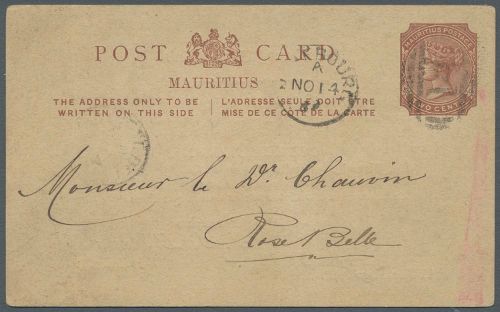 POST CARD
MAURITIUS
THE ADDRESS ONLY TO BE
WRITTEN ON THIS SIDE
L'ADRESSE SEULE DOIT ÊTRE
MISE DE CE CÔTÉ DE LA CARTE
MAURITIUS POSTAGE
TWO CENTS
A
NO 14
Monsieur le Dr. Chauvin
Rose Belle